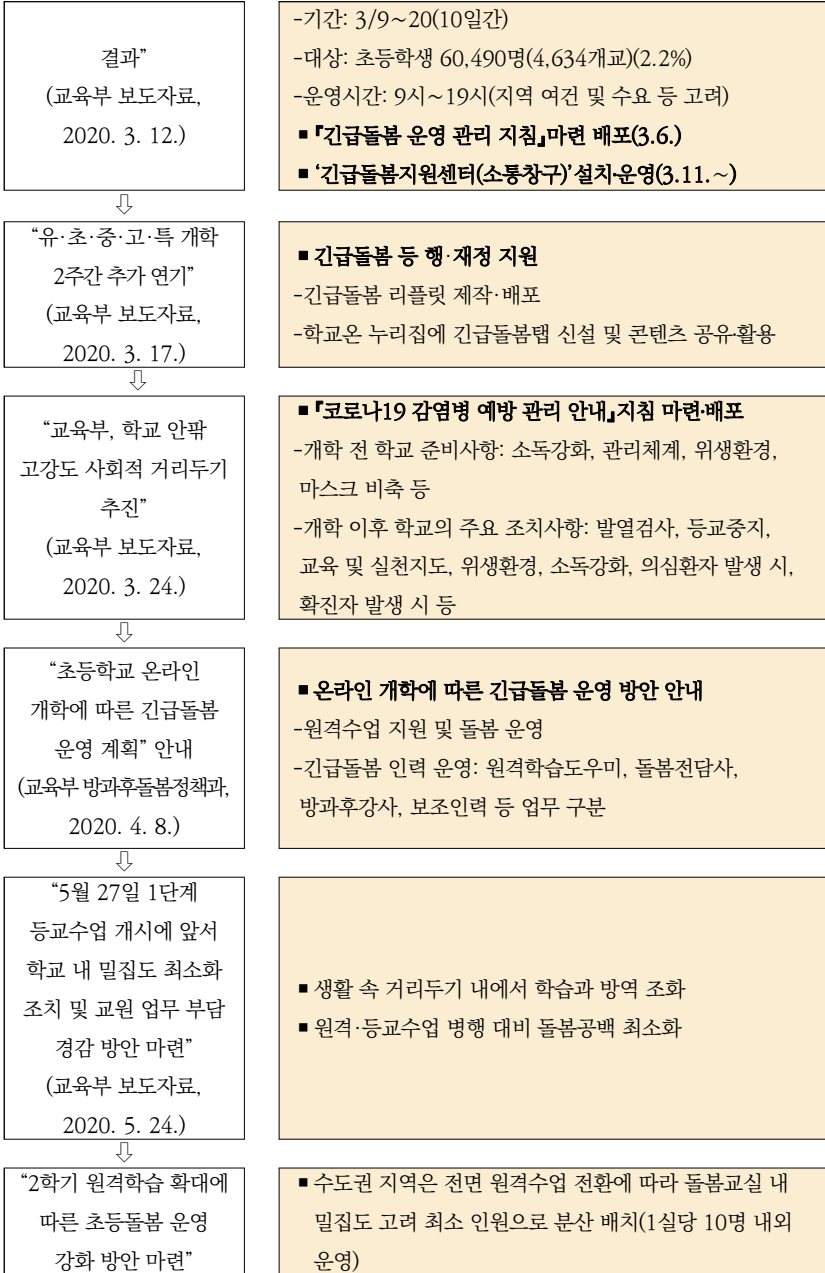 결과”
(교육부 보도자료,
2020. 3. 12.)
-기간: 3/9~20(10일간)
-대상: 초등학생 60,490명(4,634개교)(2.2%)
-운영시간: 9시~19시(지역 여건 및 수요 등 고려)
■『긴급돌봄 운영 관리 지침』마련 배포(3.6.)
■ ‘긴급돌봄지원센터(소통창구)’설치·운영(3.11.~)
⇩
“유·초·중·고·특 개학
2주간 추가 연기”
(교육부 보도자료,
2020. 3. 17.)
■ 긴급돌봄 등 행·재정 지원
-긴급돌봄 리플릿 제작·배포
-학교온 누리집에 긴급돌봄탭 신설 및 콘텐츠 공유·활용
⇩
“교육부, 학교 안팎
고강도 사회적 거리두기
추진”
(교육부 보도자료,
2020. 3. 24.)
■『코로나19 감염병 예방 관리 안내』지침 마련·배포
-개학 전 학교 준비사항: 소독강화, 관리체계, 위생환경,
마스크 비축 등
-개학 이후 학교의 주요 조치사항: 발열검사, 등교중지,
교육 및 실천지도, 위생환경, 소독강화, 의심환자 발생 시,
확진자 발생 시 등
⇩
“초등학교 온라인
개학에 따른 긴급돌봄
운영 계획” 안내
(교육부 방과후돌봄정책과,
2020. 4. 8.)
■ 온라인 개학에 따른 긴급돌봄 운영 방안 안내
-원격수업 지원 및 돌봄 운영
-긴급돌봄 인력 운영: 원격학습도우미, 돌봄전담사,
방과후강사, 보조인력 등 업무 구분
⇩
“5월 27일 1단계
등교수업 개시에 앞서
학교 내 밀집도 최소화
조치 및 교원 업무 부담
경감 방안 마련”
(교육부 보도자료,
2020. 5. 24.)
■ 생활 속 거리두기 내에서 학습과 방역 조화
■ 원격·등교수업 병행 대비 돌봄공백 최소화
⇩
“2학기 원격학습 확대에
따른 초등돌봄 운영
강화 방안 마련”
■ 수도권 지역은 전면 원격수업 전환에 따라 돌봄교실 내
밀집도 고려 최소 인원으로 분산 배치(1실당 10명 내외
운영)